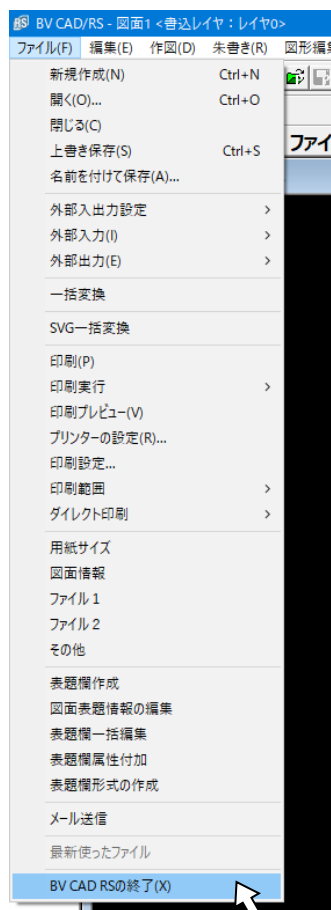 BV CAD/RS - 図面1 <書込レイヤ：レイヤ0>
ファイル(F) 編集(E) 作図(D) 朱書き(R) 図形編集
新規作成(N) Ctrl+N
開く(O)... Ctrl+O
閉じる(C)
上書き保存(S) Ctrl+S
名前を付けて保存(A)...
ファイ
外部入出力設定 >
外部入力(I) >
外部出力(E) >
一括変換
SVG一括変換
印刷(P)
印刷実行 >
印刷プレビュー(V)
プリンターの設定(R)...
印刷設定...
印刷範囲 >
ダイレクト印刷 >
用紙サイズ
図面情報
ファイル 1
ファイル 2
その他
表題欄作成
図面表題情報の編集
表題欄一括編集
表題欄属性付加
表題欄形式の作成
メール送信
最新使ったファイル
BV CAD RSの終了(X)